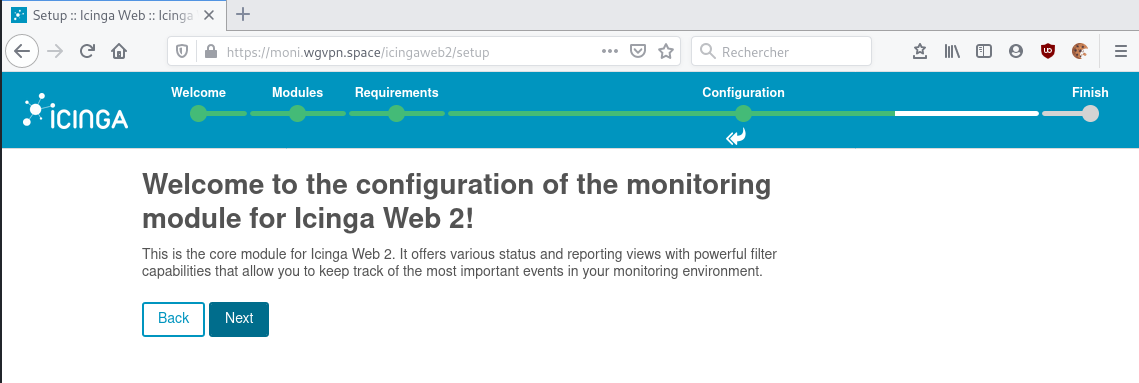 Setup :: Icinga Web :: Icinga
https://moni.wgvpn.space/icingaweb2/setup
Rechercher
Welcome Modules Requirements Configuration Finish
ICINGA
Welcome to the configuration of the monitoring
module for Icinga Web 2!
This is the core module for Icinga Web 2. It offers various status and reporting views with powerful filter
capabilities that allow you to keep track of the most important events in your monitoring environment.
Back Next